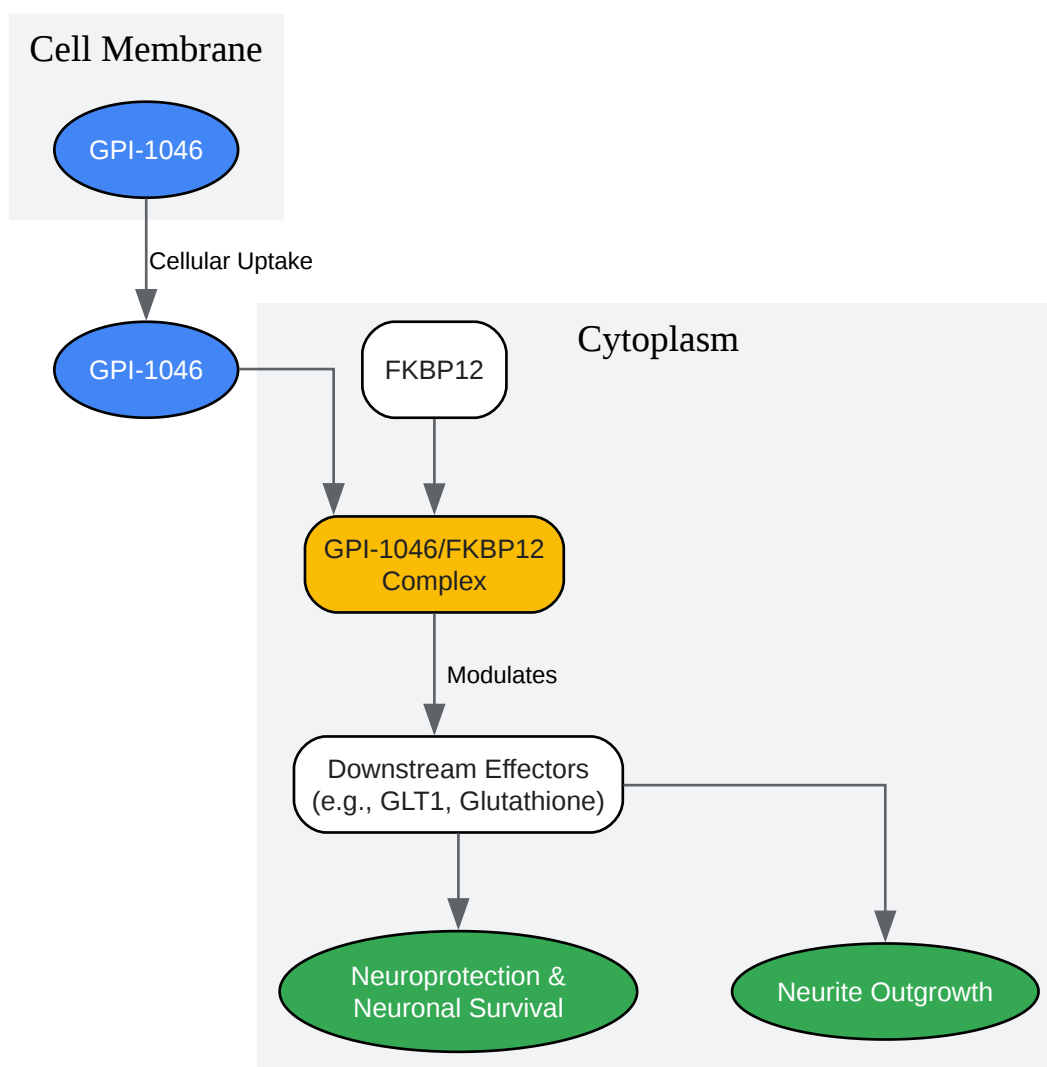 Cell Membrane
GPI-1046
Cellular Uptake
GPI-1046
Cytoplasm
FKBP12
GPI-1046/FKBP12
Complex
Modulates
Downstream Effectors
(e.g., GLT1, Glutathione)
Neuroprotection &
Neuronal Survival
Neurite Outgrowth